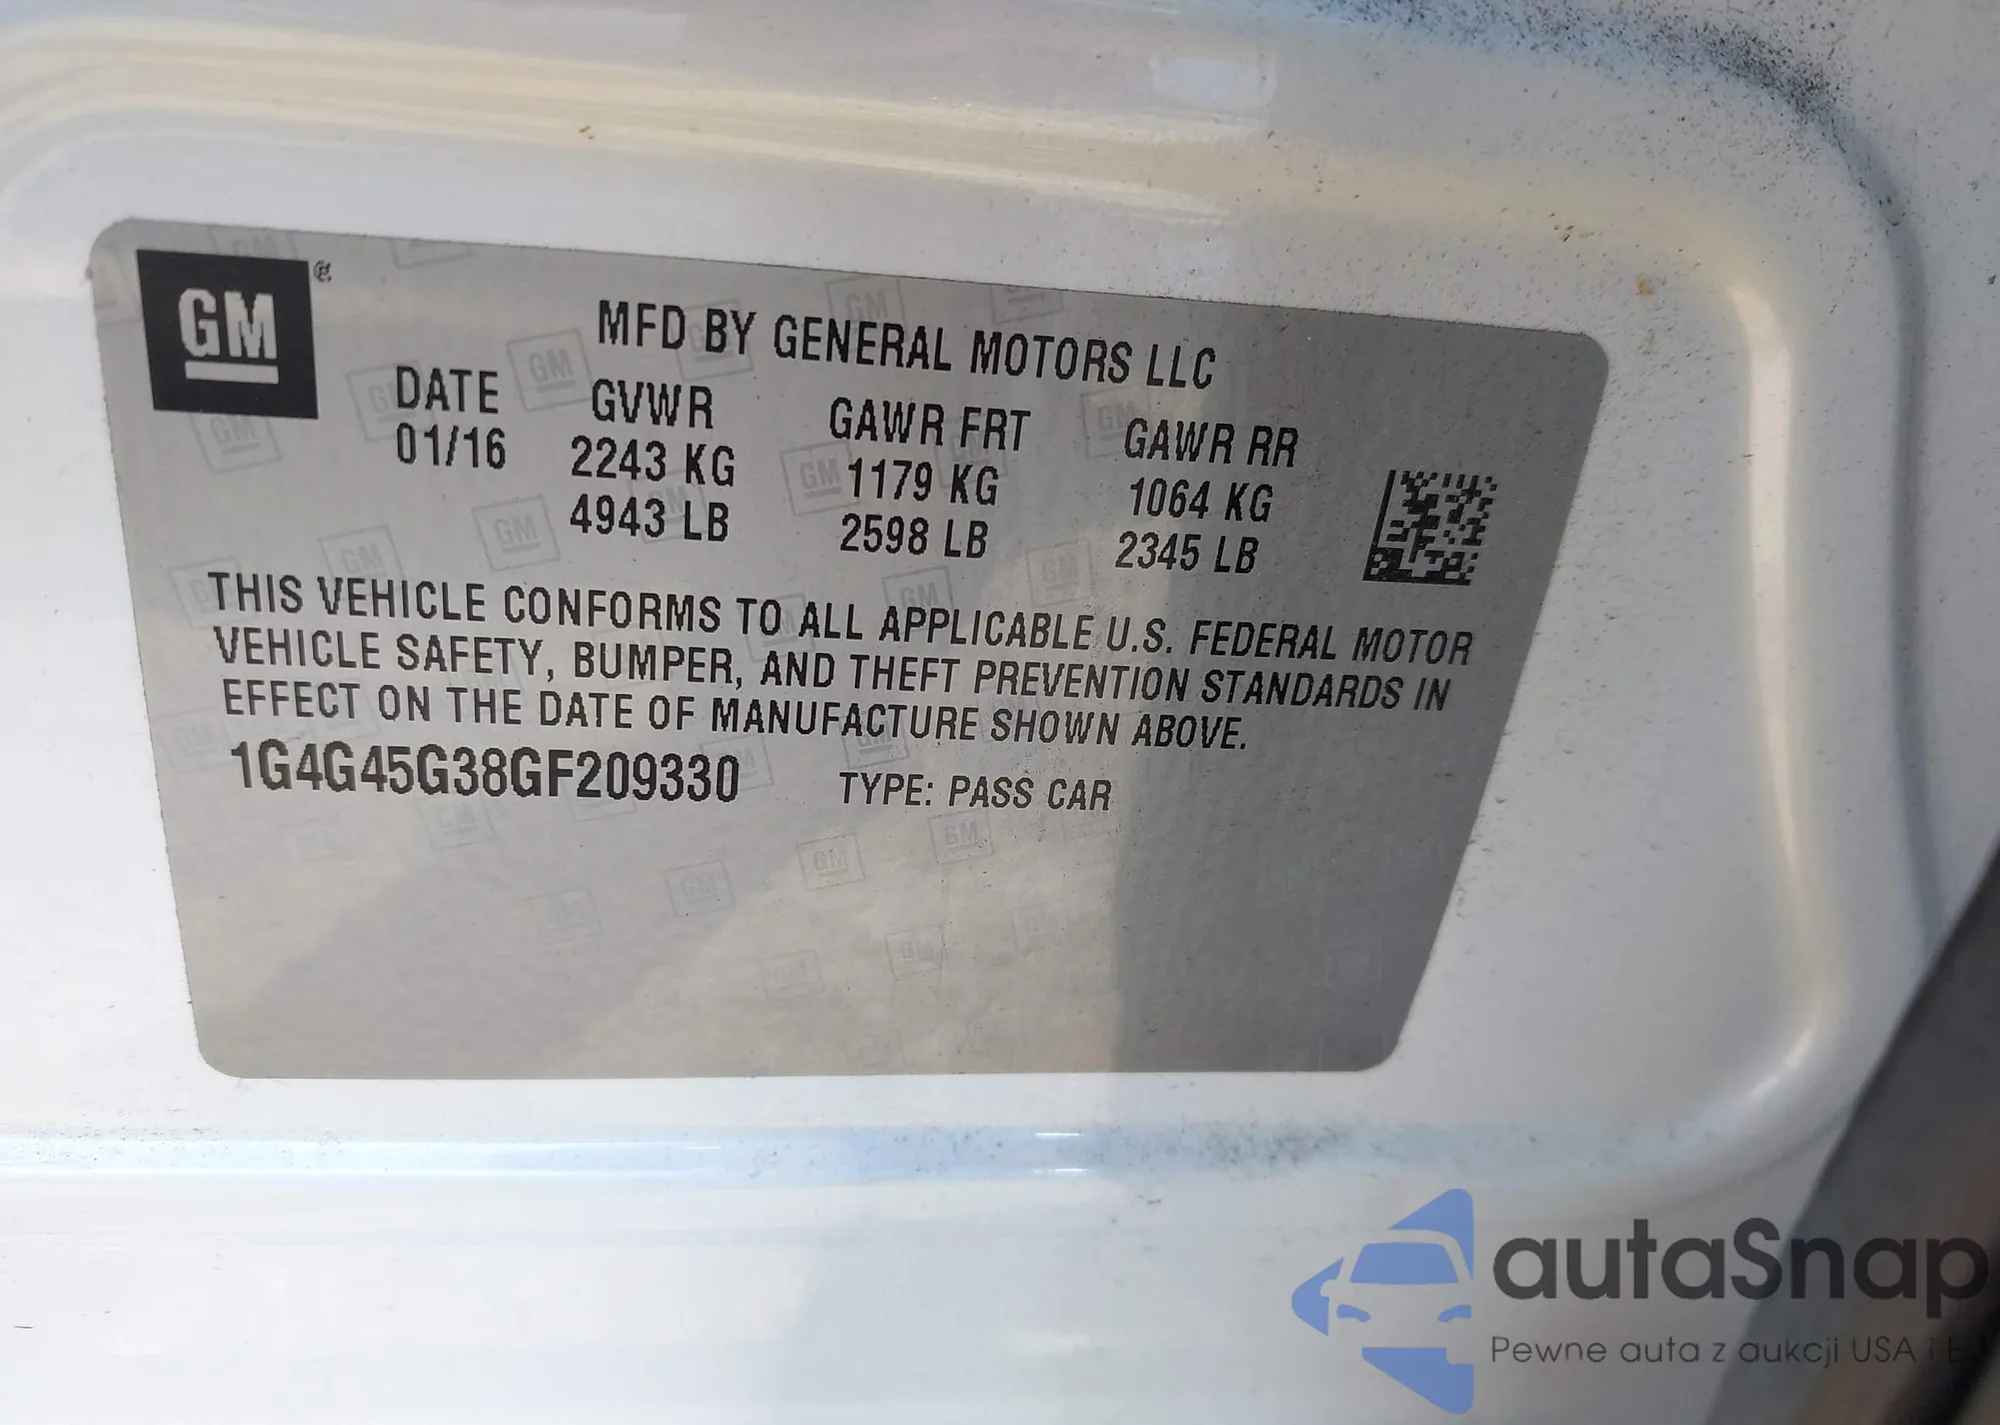 GM ®
MFD BY GENERAL MOTORS LLC
DATE GVWR GAWR FRT GAWR RR
01/16 2243 KG 1179 KG 1064 KG
4943 LB 2598 LB 2345 LB
THIS VEHICLE CONFORMS TO ALL APPLICABLE U.S. FEDERAL MOTOR
VEHICLE SAFETY, BUMPER, AND THEFT PREVENTION STANDARDS IN
EFFECT ON THE DATE OF MANUFACTURE SHOWN ABOVE.
1G4G45G38GF209330 TYPE: PASS CAR
autaSnap
Pewne auta z aukcji USA i